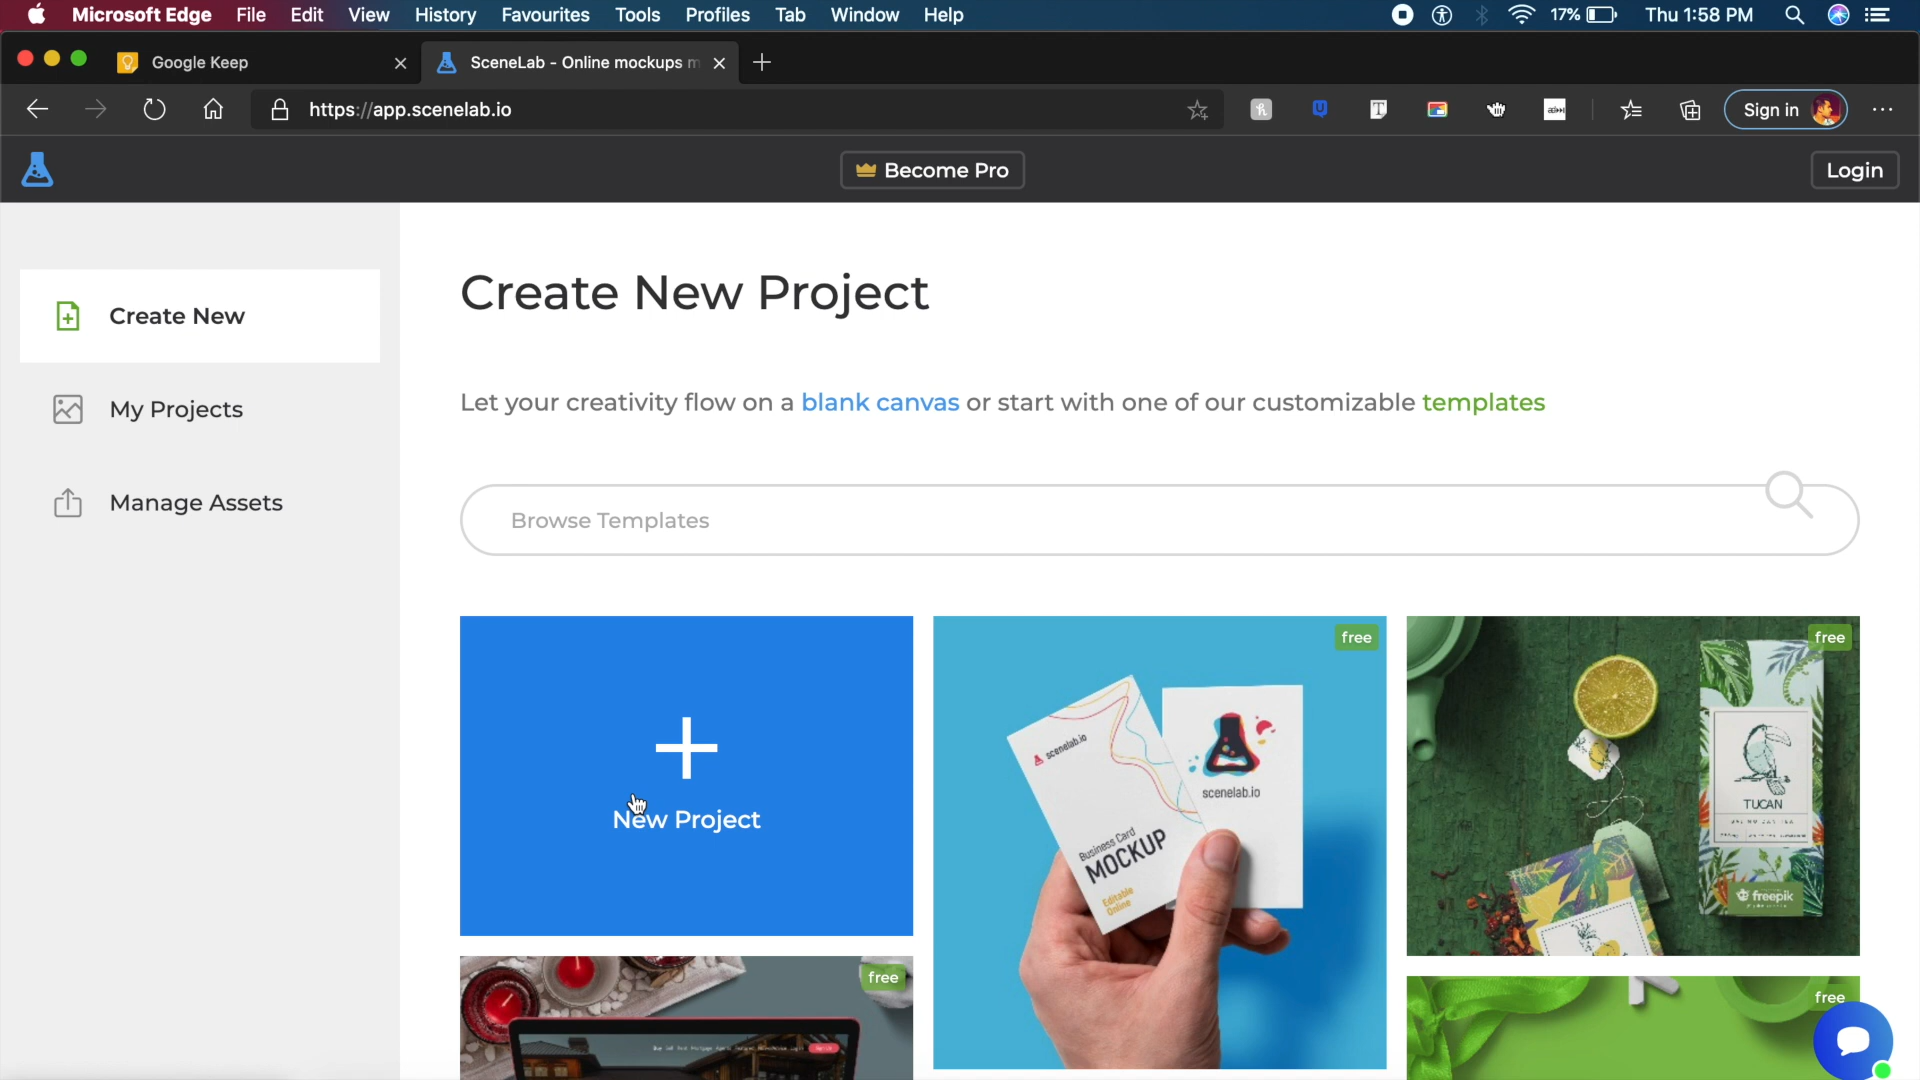 Microsoft Edge File Edit View History Favourites Tools Profiles Tab Window Help 17% Thu 1:58 PM
Google Keep SceneLab - Online mockups m
https://app.scenelab.io Sign in
Become Pro Login
Create New
My Projects
Manage Assets
Create New Project
Let your creativity flow on a blank canvas or start with one of our customizable templates
Browse Templates
New Project
free
scenelab.io
Business Card
MOCKUP
Editable
Online
scenelab.io
free
TUCAN
freepik
free
free